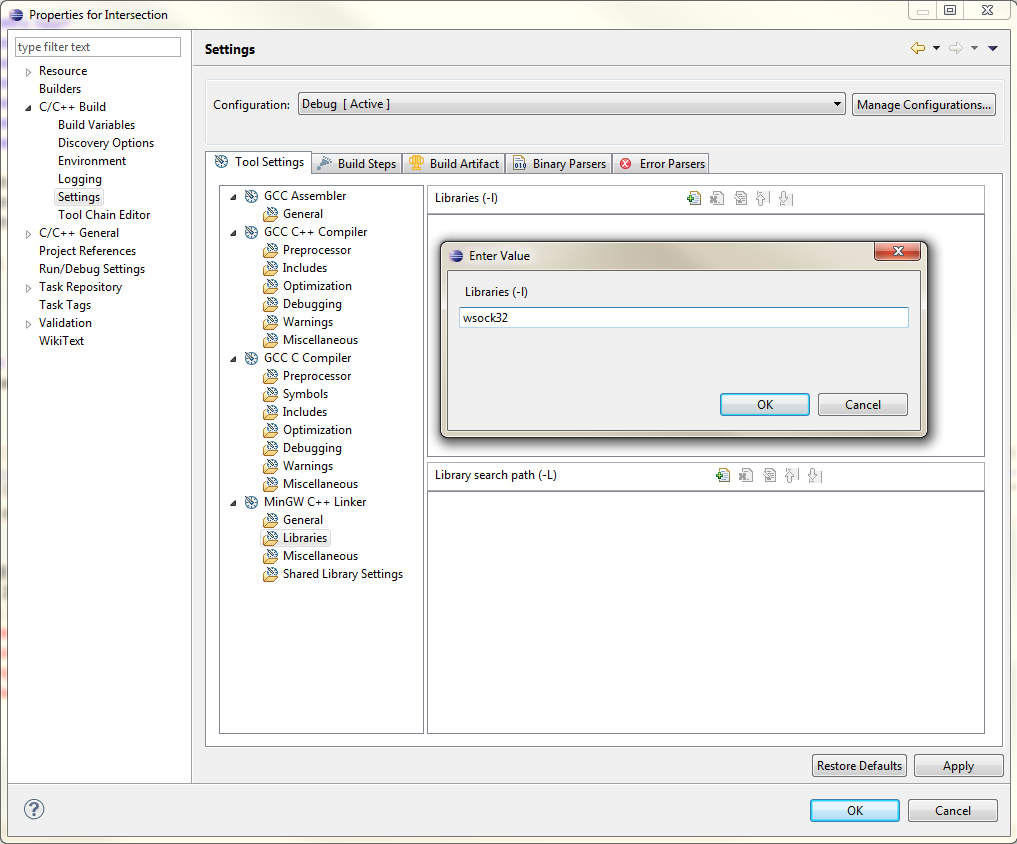 Properties for Intersection
type filter text
Resource
Builders
C/C++ Build
Build Variables
Discovery Options
Environment
Logging
Settings
Tool Chain Editor
C/C++ General
Project References
Run/Debug Settings
Task Repository
Task Tags
Validation
WikiText
Settings
Configuration: Debug [ Active ] Manage Configurations...
Tool Settings Build Steps Build Artifact Binary Parsers Error Parsers
GCC Assembler
General
GCC C++ Compiler
Preprocessor
Includes
Optimization
Debugging
Warnings
Miscellaneous
GCC C Compiler
Preprocessor
Symbols
Includes
Optimization
Debugging
Warnings
Miscellaneous
MinGW C++ Linker
General
Libraries
Miscellaneous
Shared Library Settings
Libraries (-l)
Enter Value
Libraries (-l)
wsock32
OK Cancel
Library search path (-L)
Restore Defaults Apply
OK Cancel